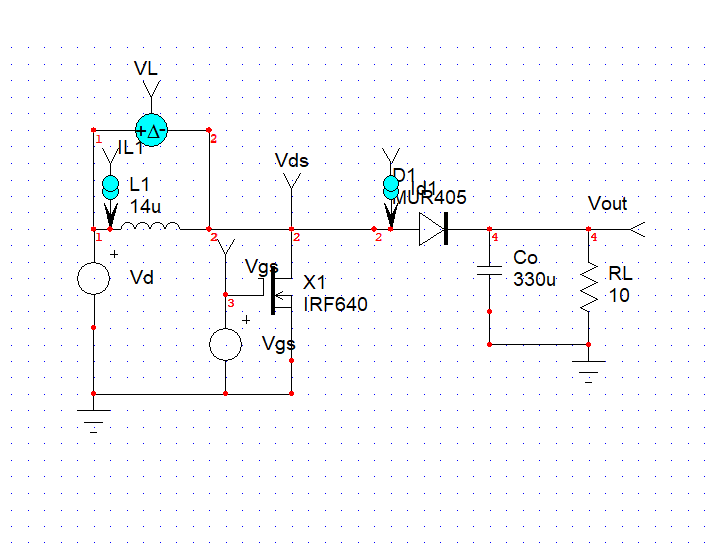 VL
+Δ-
1
2
IL1
Vds
D1
Id1
MUR405
L1
14u
Vout
1
2
2
2
4
4
+
Vd
Vgs
X1
IRF640
3
Co
330u
RL
10
+
Vgs